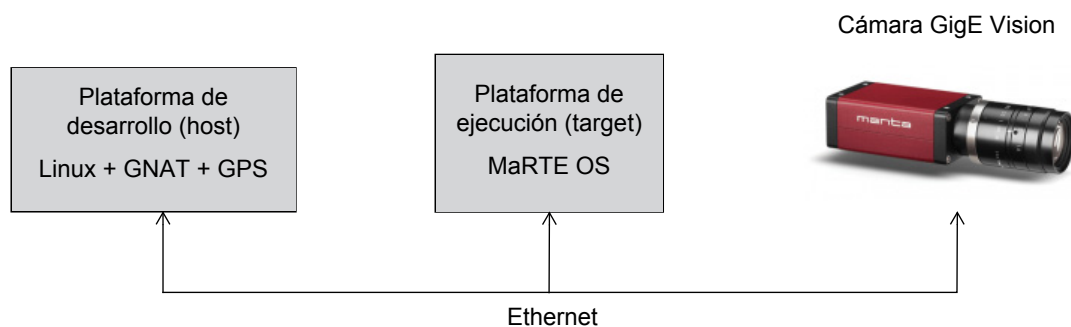 Cámara GigE Vision
Plataforma de
desarrollo (host)
Linux + GNAT + GPS
Plataforma de
ejecución (target)
MaRTE OS
manta
Ethernet